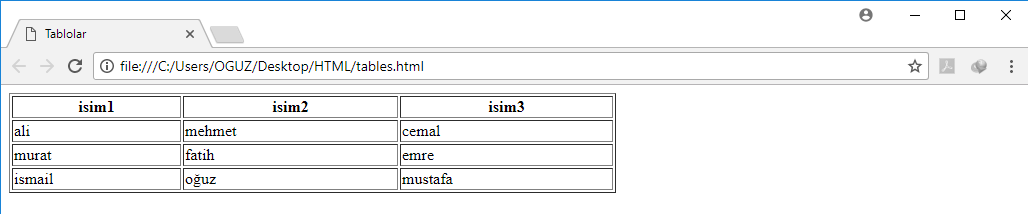 Tablolar
file:///C:/Users/OGUZ/Desktop/HTML/tables.html
isim1 isim2 isim3
ali mehmet cemal
murat fatih emre
ismail oğuz mustafa